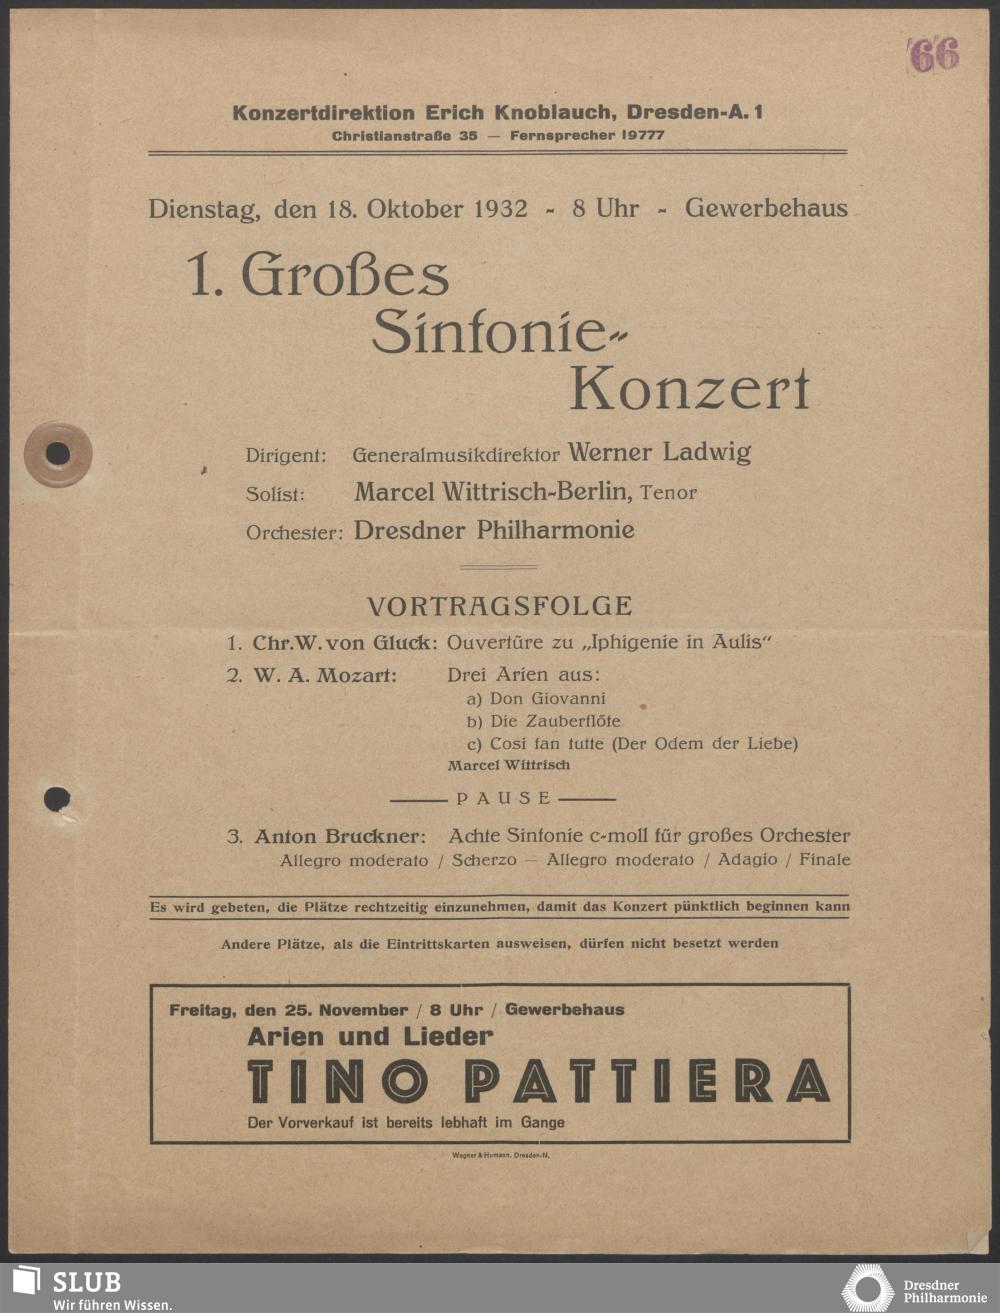 66
Konzertdirektion Erich Knoblauch, Dresden-A. 1
Christianstraße 35 — Fernsprecher 19777
Dienstag, den 18. Oktober 1932 - 8 Uhr - Gewerbehaus
1. Großes
Sinfonie-
Konzert
Dirigent: Generalmusikdirektor Werner Ladwig
Solist: Marcel Wittrisch-Berlin, Tenor
Orchester: Dresdner Philharmonie
VORTRAGSFOLGE
1. Chr. W. von Gluck: Ouvertüre zu „Iphigenie in Aulis“
2. W. A. Mozart: Drei Arien aus:
a) Don Giovanni
b) Die Zauberflöte
c) Cosi fan tutte (Der Odem der Liebe)
Marcel Wittrisch
PAUSE
3. Anton Bruckner: Achte Sinfonie c-moll für großes Orchester
Allegro moderato / Scherzo — Allegro moderato / Adagio / Finale
Es wird gebeten, die Plätze rechtzeitig einzunehmen, damit das Konzert pünktlich beginnen kann
Andere Plätze, als die Eintrittskarten ausweisen, dürfen nicht besetzt werden
Freitag, den 25. November / 8 Uhr / Gewerbehaus
Arien und Lieder
TINO PATTIERA
Der Vorverkauf ist bereits lebhaft im Gange
Wagner & Humann, Dresden-N.
SLUB
Wir führen Wissen.
Dresdner
Philharmonie